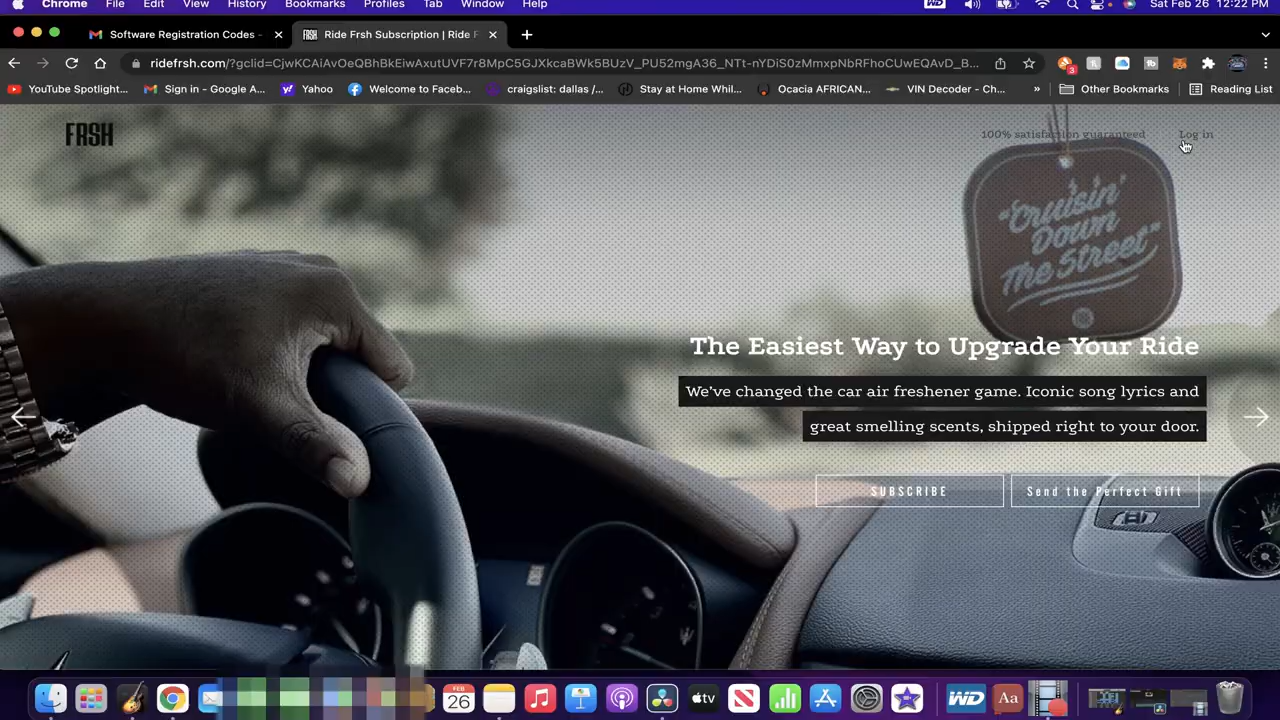 Chrome File Edit View History Bookmarks Profiles Tab Window Help Sat Feb 26 12:22 PM
Software Registration Codes - Ride Frsh Subscription | Ride F
ridefrsh.com/?gclid=CjwKCAiAvOeQBhBkEiwAxutUVF7r8MpC5GJXkcaBWk5BUzV_PU52mgA36_NTt-nYDiS0zMmxpNbRFhoCUwEQAvD_B...
YouTube Spotlight... Sign in - Google A... Yahoo Welcome to Faceb... craigslist: dallas /... Stay at Home Whil... Ocacia AFRICAN... VIN Decoder - Ch... » Other Bookmarks Reading List
FRSH
100% satisfaction guaranteed Log in
"Cruisin'
Down
The Street"
The Easiest Way to Upgrade Your Ride
We've changed the car air freshener game. Iconic song lyrics and
great smelling scents, shipped right to your door.
SUBSCRIBE Send the Perfect Gift
FEB
26
tv
WD
Aa